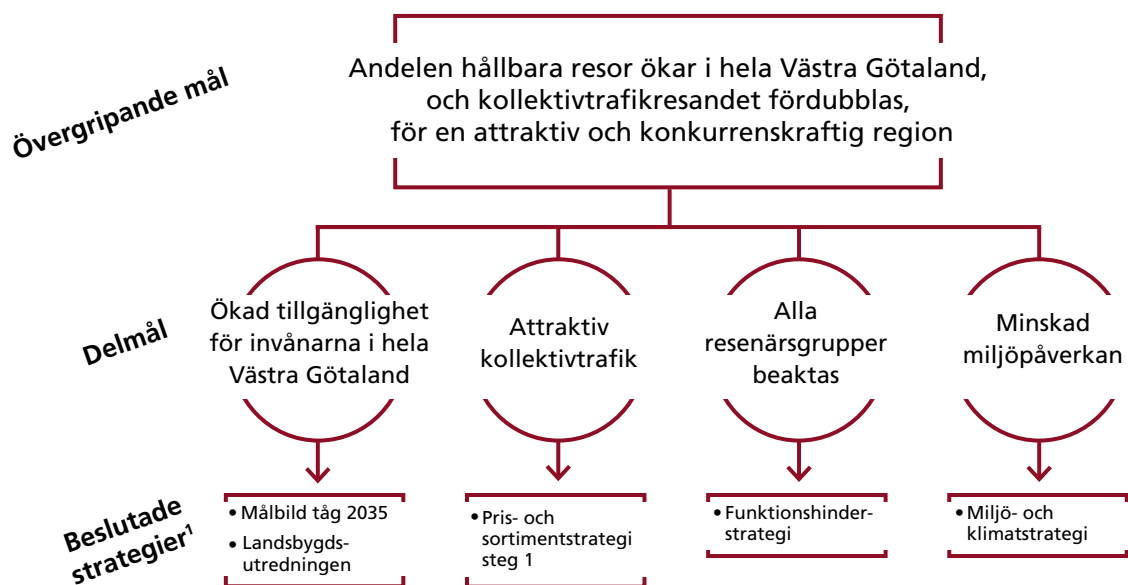 Övergripande mål
Andelen hållbara resor ökar i hela Västra Götaland,
och kollektivtrafikresandet fördubblas,
för en attraktiv och konkurrenskraftig region
Delmål
Ökad tillgänglighet
för invånarna i hela
Västra Götaland
Attraktiv
kollektivtrafik
Alla
resenärsgrupper
beaktas
Minskad
miljöpåverkan
Beslutade
strategier¹
• Målbild tåg 2035
• Landsbygds-
utredningen
• Pris- och
sortimentstrategi
steg 1
• Funktionshinder-
strategi
• Miljö- och
klimatstrategi